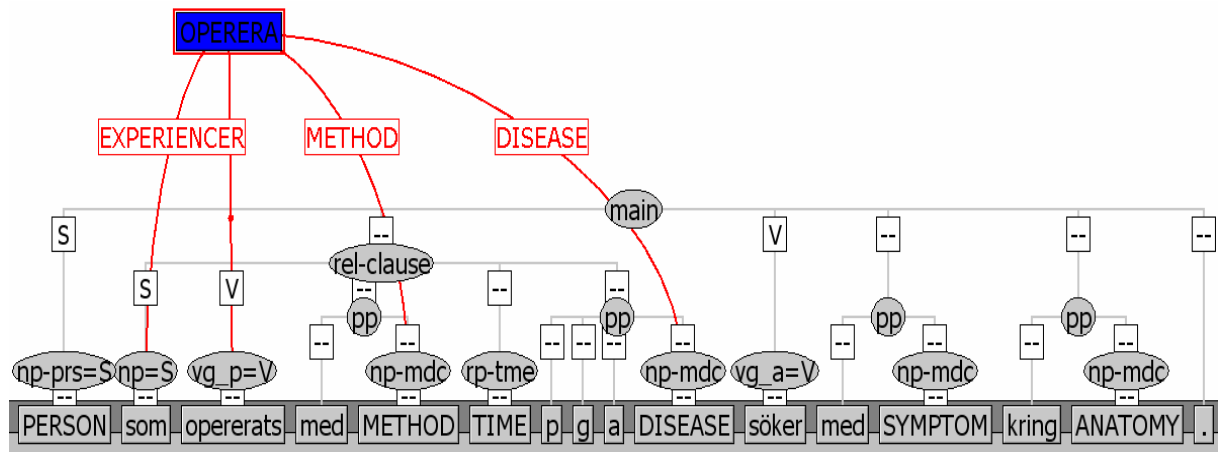 OPERERA
EXPERIENCER METHOD DISEASE
main
S -- V -- -- --
rel-clause
S V -- -- --
pp pp pp pp
-- -- -- -- -- -- -- -- -- --
np-prs=S np=S vg_p=V np-mdc rp-tme np-mdc vg_a=V np-mdc np-mdc
-- -- -- -- -- -- -- -- --
PERSON som opererats med METHOD TIME p g a DISEASE söker med SYMPTOM kring ANATOMY .